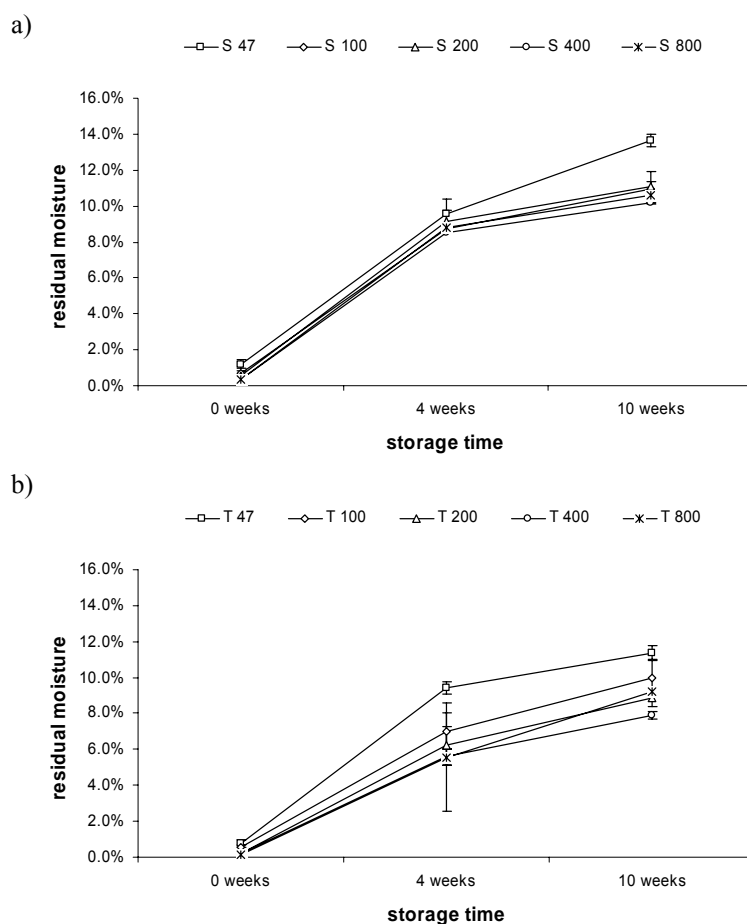 a)
S 47 S 100 S 200 S 400 S 800
16.0%
14.0%
12.0%
10.0%
8.0%
6.0%
4.0%
2.0%
0.0%
residual moisture
0 weeks 4 weeks 10 weeks
storage time
b)
T 47 T 100 T 200 T 400 T 800
16.0%
14.0%
12.0%
10.0%
8.0%
6.0%
4.0%
2.0%
0.0%
residual moisture
0 weeks 4 weeks 10 weeks
storage time